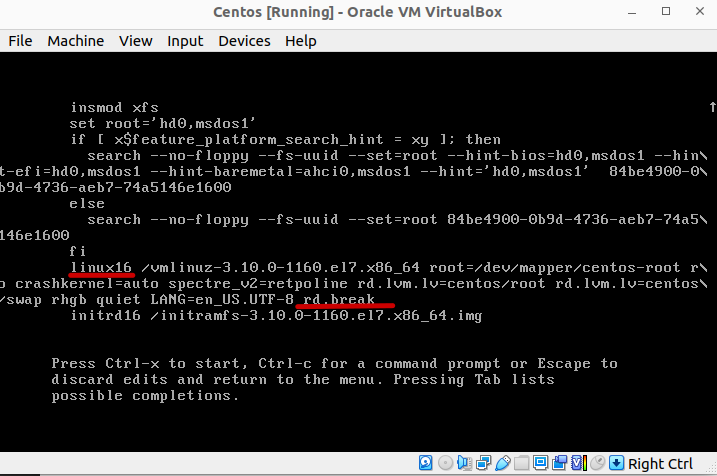 Centos [Running] - Oracle VM VirtualBox
File Machine View Input Devices Help
insmod xfs
set root='hd0,msdos1'
if [ x$feature_platform_search_hint = xy ]; then
search --no-floppy --fs-uuid --set=root --hint-bios=hd0,msdos1 --hin\
t-efi=hd0,msdos1 --hint-baremetal=ahci0,msdos1 --hint='hd0,msdos1'  84be4900-0\
b9d-4736-aeb7-74a5146e1600
else
search --no-floppy --fs-uuid --set=root 84be4900-0b9d-4736-aeb7-74a5\
146e1600
fi
linux16 /vmlinuz-3.10.0-1160.el7.x86_64 root=/dev/mapper/centos-root r\
o crashkernel=auto spectre_v2=retpoline rd.lvm.lv=centos/root rd.lvm.lv=centos\
/swap rhgb quiet LANG=en_US.UTF-8 rd.break
initrd16 /initramfs-3.10.0-1160.el7.x86_64.img
Press Ctrl-x to start, Ctrl-c for a command prompt or Escape to
discard edits and return to the menu. Pressing Tab lists
possible completions.
Right Ctrl